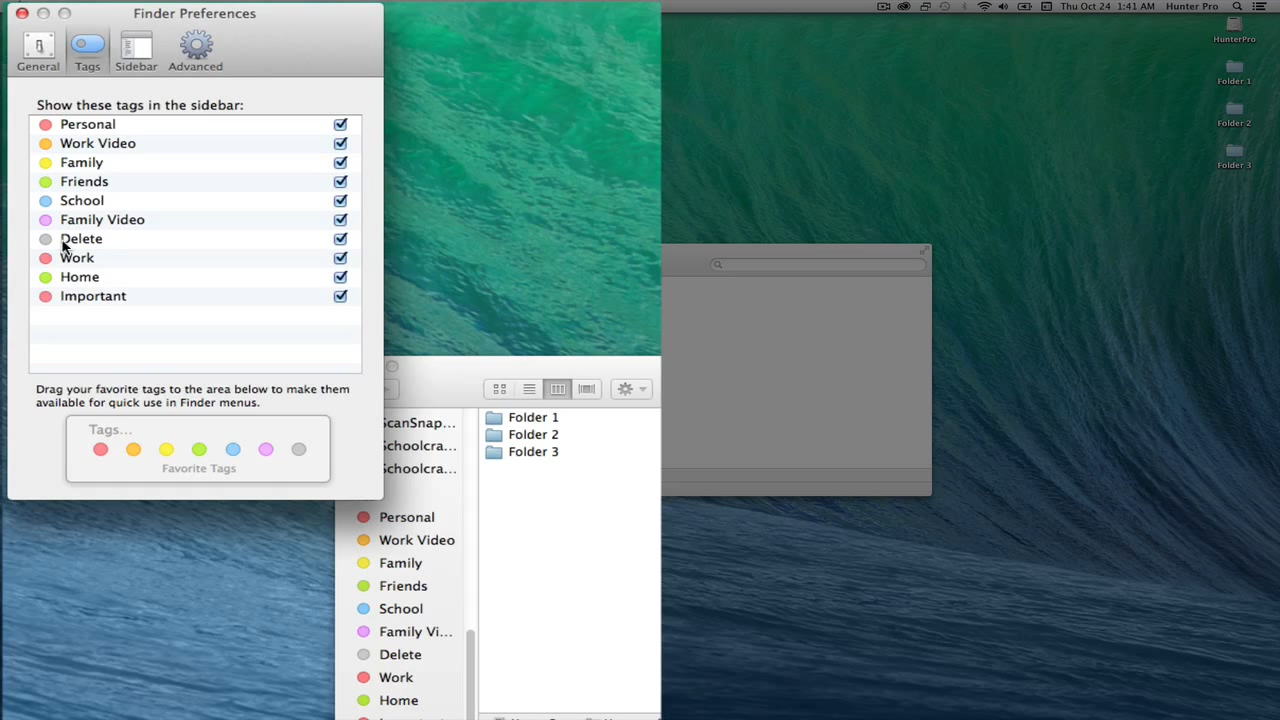 Finder Preferences
General Tags Sidebar Advanced
Show these tags in the sidebar:
Personal
Work Video
Family
Friends
School
Family Video
Delete
Work
Home
Important
Drag your favorite tags to the area below to make them
available for quick use in Finder menus.
Tags...
Favorite Tags
Thu Oct 24 1:41 AM Hunter Pro
HunterPro
Folder 1
Folder 2
Folder 3
ScanSnap...
Schoolcra...
Schoolcra...
Personal
Work Video
Family
Friends
School
Family Vi...
Delete
Work
Home
Folder 1
Folder 2
Folder 3